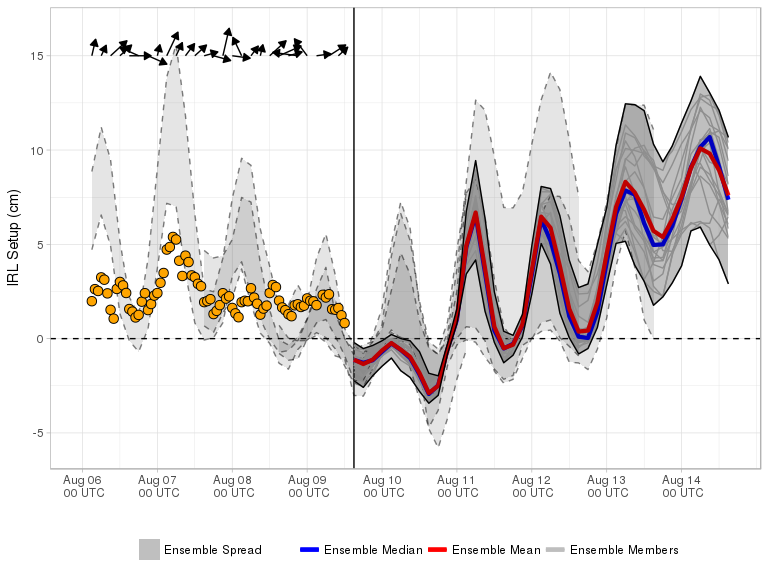 IRL Setup (cm)
15
10
5
0
-5
Aug 06 Aug 07 Aug 08 Aug 09 Aug 10 Aug 11 Aug 12 Aug 13 Aug 14
00 UTC 00 UTC 00 UTC 00 UTC 00 UTC 00 UTC 00 UTC 00 UTC 00 UTC
Ensemble Spread Ensemble Median Ensemble Mean Ensemble Members